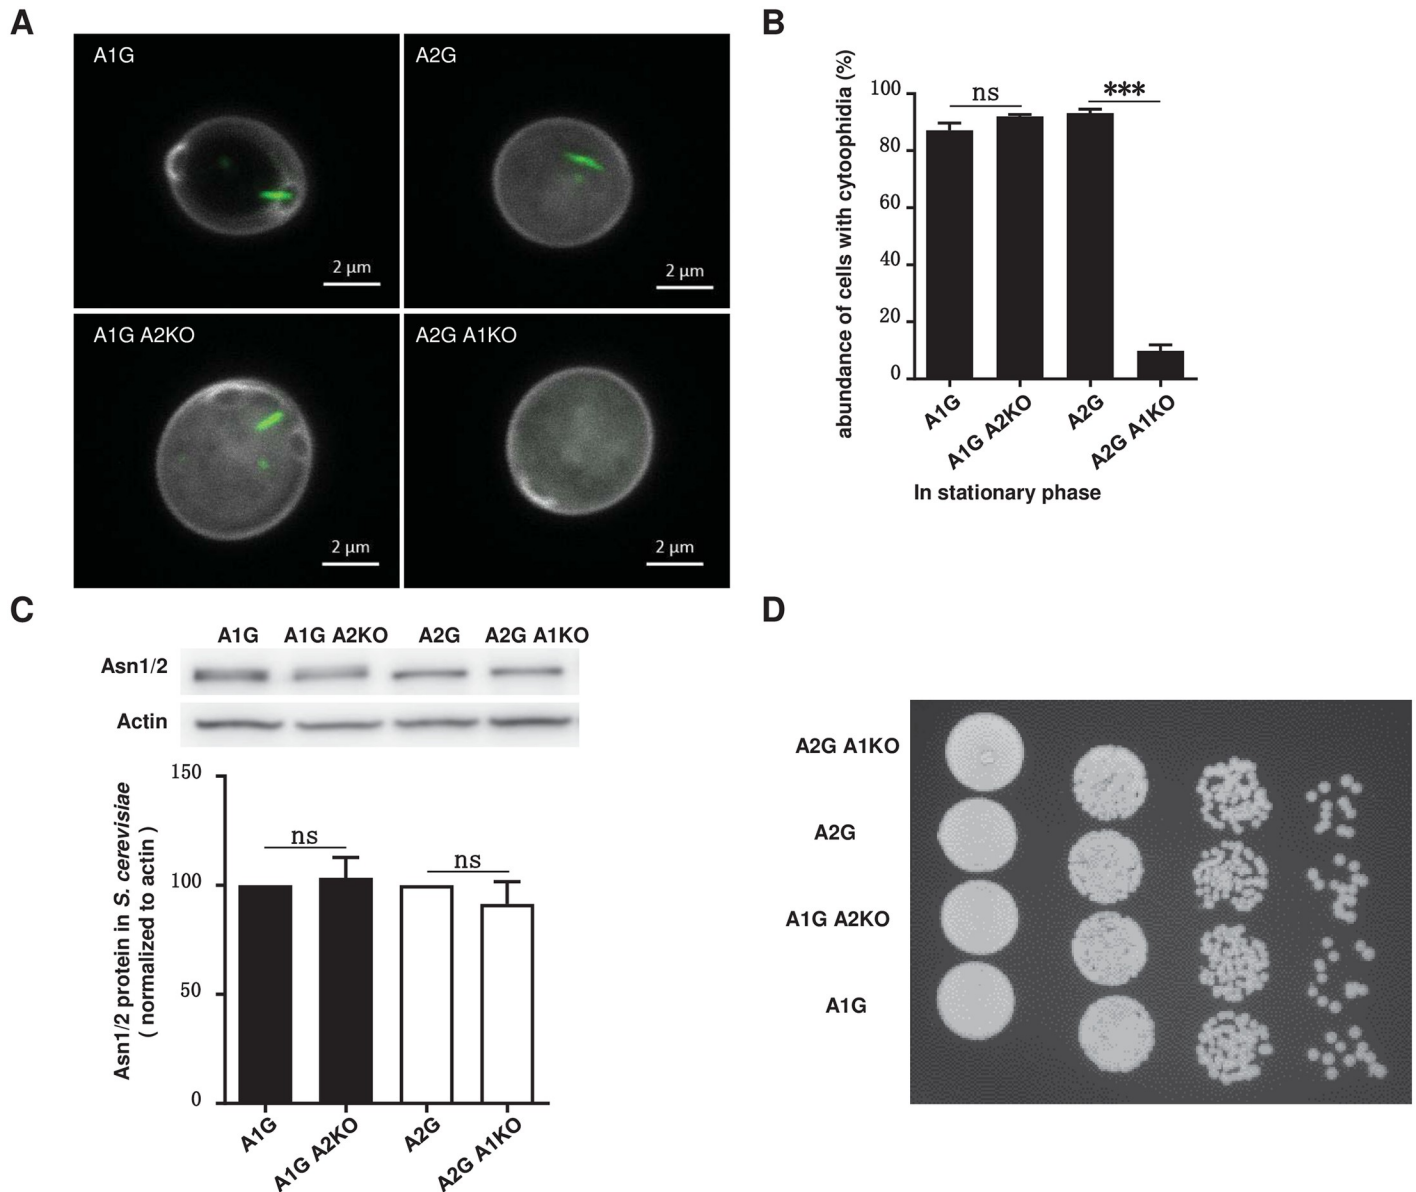 A
A1G
A2G
2 µm
2 µm
A1G A2KO
A2G A1KO
2 µm
2 µm
B
abundance of cells with cytoophidia (%)
100
80
60
40
20
0
ns
***
A1G
A1G A2KO
A2G
A2G A1KO
In stationary phase
C
A1G A1G A2KO A2G A2G A1KO
Asn1/2
Actin
Asn1/2 protein in S. cerevisiae
( normalized to actin )
150
100
50
0
ns
ns
A1G
A1G A2KO
A2G
A2G A1KO
D
A2G A1KO
A2G
A1G A2KO
A1G